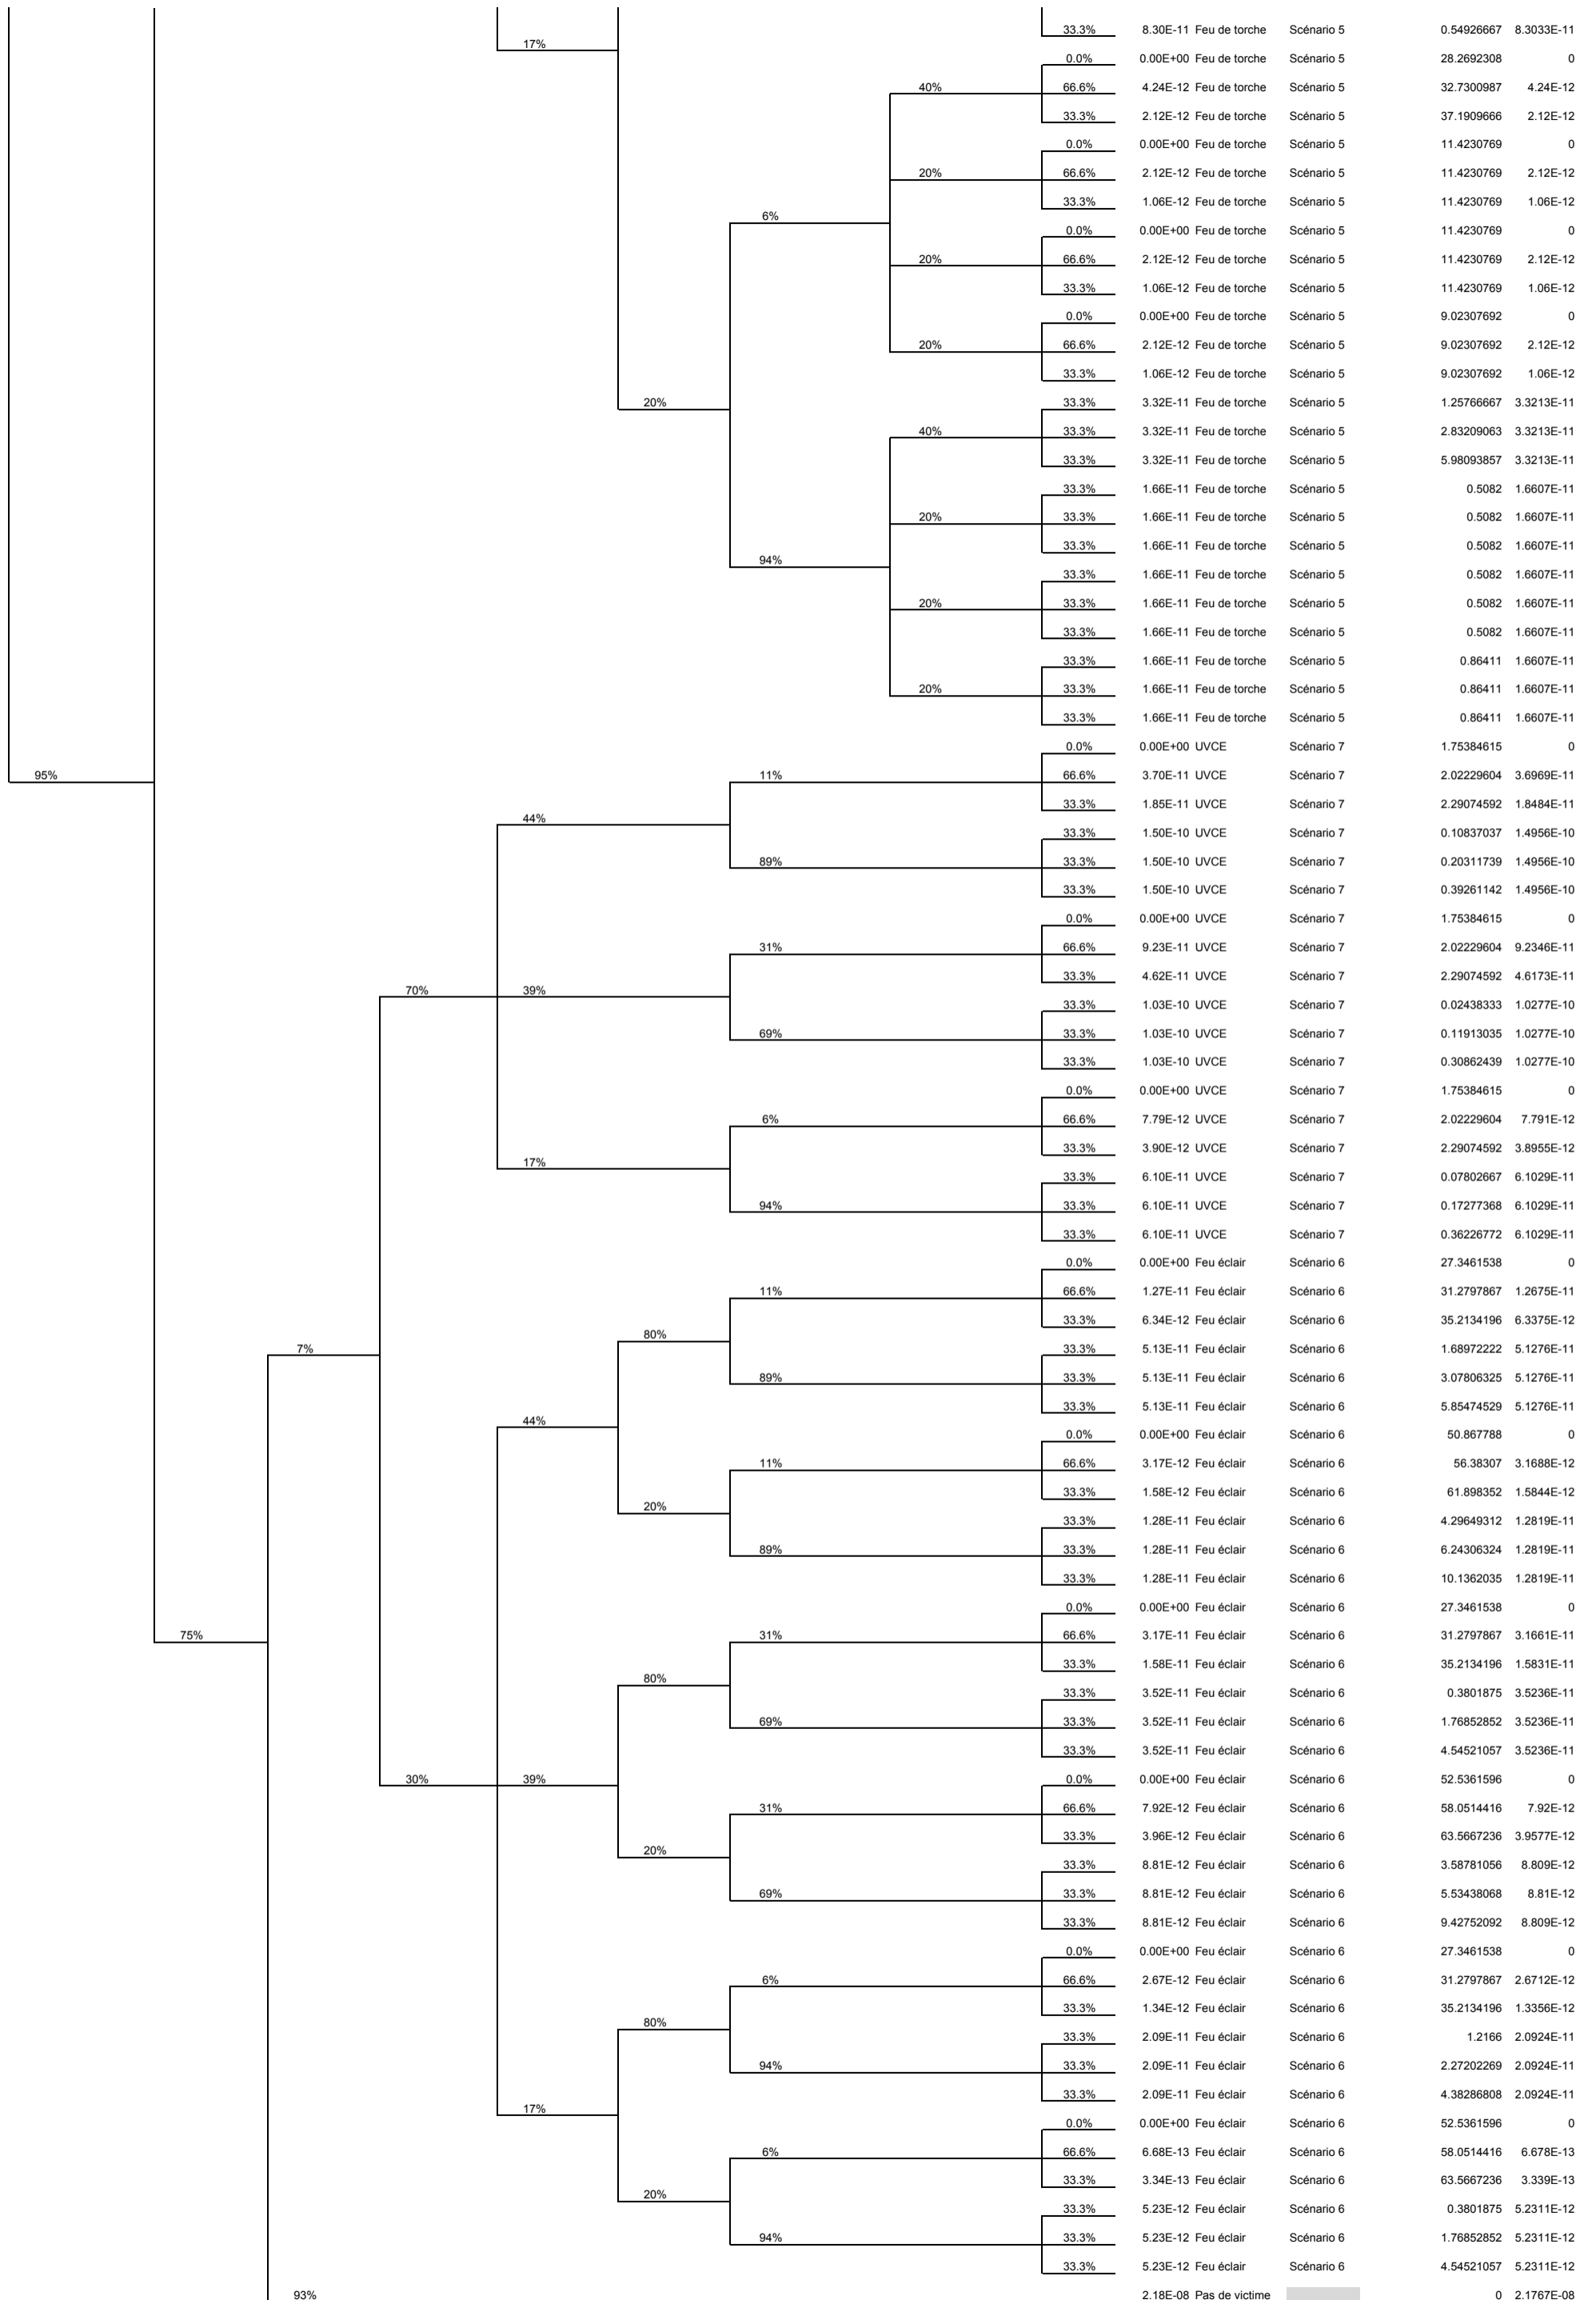 33.3% 8.30E-11 Feu de torche Scénario 5 0.54926667 8.3033E-11
17%
0.0% 0.00E+00 Feu de torche Scénario 5 28.2692308 0
40% 66.6% 4.24E-12 Feu de torche Scénario 5 32.7300987 4.24E-12
33.3% 2.12E-12 Feu de torche Scénario 5 37.1909666 2.12E-12
0.0% 0.00E+00 Feu de torche Scénario 5 11.4230769 0
20% 66.6% 2.12E-12 Feu de torche Scénario 5 11.4230769 2.12E-12
33.3% 1.06E-12 Feu de torche Scénario 5 11.4230769 1.06E-12
6%
0.0% 0.00E+00 Feu de torche Scénario 5 11.4230769 0
20% 66.6% 2.12E-12 Feu de torche Scénario 5 11.4230769 2.12E-12
33.3% 1.06E-12 Feu de torche Scénario 5 11.4230769 1.06E-12
0.0% 0.00E+00 Feu de torche Scénario 5 9.02307692 0
20% 66.6% 2.12E-12 Feu de torche Scénario 5 9.02307692 2.12E-12
33.3% 1.06E-12 Feu de torche Scénario 5 9.02307692 1.06E-12
20% 33.3% 3.32E-11 Feu de torche Scénario 5 1.25766667 3.3213E-11
40% 33.3% 3.32E-11 Feu de torche Scénario 5 2.83209063 3.3213E-11
33.3% 3.32E-11 Feu de torche Scénario 5 5.98093857 3.3213E-11
33.3% 1.66E-11 Feu de torche Scénario 5 0.5082 1.6607E-11
20% 33.3% 1.66E-11 Feu de torche Scénario 5 0.5082 1.6607E-11
33.3% 1.66E-11 Feu de torche Scénario 5 0.5082 1.6607E-11
94%
33.3% 1.66E-11 Feu de torche Scénario 5 0.5082 1.6607E-11
20% 33.3% 1.66E-11 Feu de torche Scénario 5 0.5082 1.6607E-11
33.3% 1.66E-11 Feu de torche Scénario 5 0.5082 1.6607E-11
33.3% 1.66E-11 Feu de torche Scénario 5 0.86411 1.6607E-11
20% 33.3% 1.66E-11 Feu de torche Scénario 5 0.86411 1.6607E-11
33.3% 1.66E-11 Feu de torche Scénario 5 0.86411 1.6607E-11
0.0% 0.00E+00 UVCE Scénario 7 1.75384615 0
95% 11% 66.6% 3.70E-11 UVCE Scénario 7 2.02229604 3.6969E-11
33.3% 1.85E-11 UVCE Scénario 7 2.29074592 1.8484E-11
44%
33.3% 1.50E-10 UVCE Scénario 7 0.10837037 1.4956E-10
89% 33.3% 1.50E-10 UVCE Scénario 7 0.20311739 1.4956E-10
33.3% 1.50E-10 UVCE Scénario 7 0.39261142 1.4956E-10
0.0% 0.00E+00 UVCE Scénario 7 1.75384615 0
31% 66.6% 9.23E-11 UVCE Scénario 7 2.02229604 9.2346E-11
33.3% 4.62E-11 UVCE Scénario 7 2.29074592 4.6173E-11
70% 39%
33.3% 1.03E-10 UVCE Scénario 7 0.02438333 1.0277E-10
69% 33.3% 1.03E-10 UVCE Scénario 7 0.11913035 1.0277E-10
33.3% 1.03E-10 UVCE Scénario 7 0.30862439 1.0277E-10
0.0% 0.00E+00 UVCE Scénario 7 1.75384615 0
6% 66.6% 7.79E-12 UVCE Scénario 7 2.02229604 7.791E-12
33.3% 3.90E-12 UVCE Scénario 7 2.29074592 3.8955E-12
17%
33.3% 6.10E-11 UVCE Scénario 7 0.07802667 6.1029E-11
94% 33.3% 6.10E-11 UVCE Scénario 7 0.17277368 6.1029E-11
33.3% 6.10E-11 UVCE Scénario 7 0.36226772 6.1029E-11
0.0% 0.00E+00 Feu éclair Scénario 6 27.3461538 0
11% 66.6% 1.27E-11 Feu éclair Scénario 6 31.2797867 1.2675E-11
33.3% 6.34E-12 Feu éclair Scénario 6 35.2134196 6.3375E-12
80%
7% 33.3% 5.13E-11 Feu éclair Scénario 6 1.68972222 5.1276E-11
89% 33.3% 5.13E-11 Feu éclair Scénario 6 3.07806325 5.1276E-11
33.3% 5.13E-11 Feu éclair Scénario 6 5.85474529 5.1276E-11
44%
0.0% 0.00E+00 Feu éclair Scénario 6 50.867788 0
11% 66.6% 3.17E-12 Feu éclair Scénario 6 56.38307 3.1688E-12
33.3% 1.58E-12 Feu éclair Scénario 6 61.898352 1.5844E-12
20%
33.3% 1.28E-11 Feu éclair Scénario 6 4.29649312 1.2819E-11
89% 33.3% 1.28E-11 Feu éclair Scénario 6 6.24306324 1.2819E-11
33.3% 1.28E-11 Feu éclair Scénario 6 10.1362035 1.2819E-11
0.0% 0.00E+00 Feu éclair Scénario 6 27.3461538 0
75% 31% 66.6% 3.17E-11 Feu éclair Scénario 6 31.2797867 3.1661E-11
33.3% 1.58E-11 Feu éclair Scénario 6 35.2134196 1.5831E-11
80%
33.3% 3.52E-11 Feu éclair Scénario 6 0.3801875 3.5236E-11
69% 33.3% 3.52E-11 Feu éclair Scénario 6 1.76852852 3.5236E-11
33.3% 3.52E-11 Feu éclair Scénario 6 4.54521057 3.5236E-11
30% 39% 0.0% 0.00E+00 Feu éclair Scénario 6 52.5361596 0
31% 66.6% 7.92E-12 Feu éclair Scénario 6 58.0514416 7.92E-12
33.3% 3.96E-12 Feu éclair Scénario 6 63.5667236 3.9577E-12
20%
33.3% 8.81E-12 Feu éclair Scénario 6 3.58781056 8.809E-12
69% 33.3% 8.81E-12 Feu éclair Scénario 6 5.53438068 8.81E-12
33.3% 8.81E-12 Feu éclair Scénario 6 9.42752092 8.809E-12
0.0% 0.00E+00 Feu éclair Scénario 6 27.3461538 0
6% 66.6% 2.67E-12 Feu éclair Scénario 6 31.2797867 2.6712E-12
33.3% 1.34E-12 Feu éclair Scénario 6 35.2134196 1.3356E-12
80%
33.3% 2.09E-11 Feu éclair Scénario 6 1.2166 2.0924E-11
94% 33.3% 2.09E-11 Feu éclair Scénario 6 2.27202269 2.0924E-11
33.3% 2.09E-11 Feu éclair Scénario 6 4.38286808 2.0924E-11
17%
0.0% 0.00E+00 Feu éclair Scénario 6 52.5361596 0
6% 66.6% 6.68E-13 Feu éclair Scénario 6 58.0514416 6.678E-13
33.3% 3.34E-13 Feu éclair Scénario 6 63.5667236 3.339E-13
20%
33.3% 5.23E-12 Feu éclair Scénario 6 0.3801875 5.2311E-12
94% 33.3% 5.23E-12 Feu éclair Scénario 6 1.76852852 5.2311E-12
33.3% 5.23E-12 Feu éclair Scénario 6 4.54521057 5.2311E-12
93% 2.18E-08 Pas de victime 0 2.1767E-08